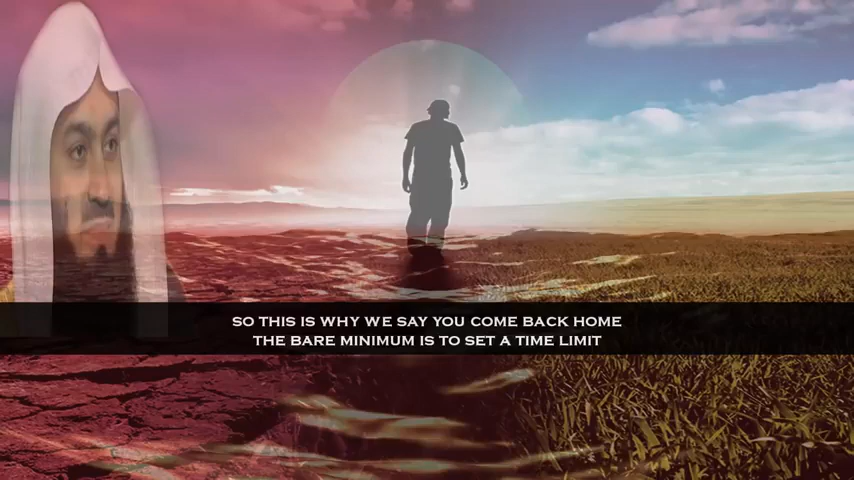 SO THIS IS WHY WE SAY YOU COME BACK HOME
THE BARE MINIMUM IS TO SET A TIME LIMIT